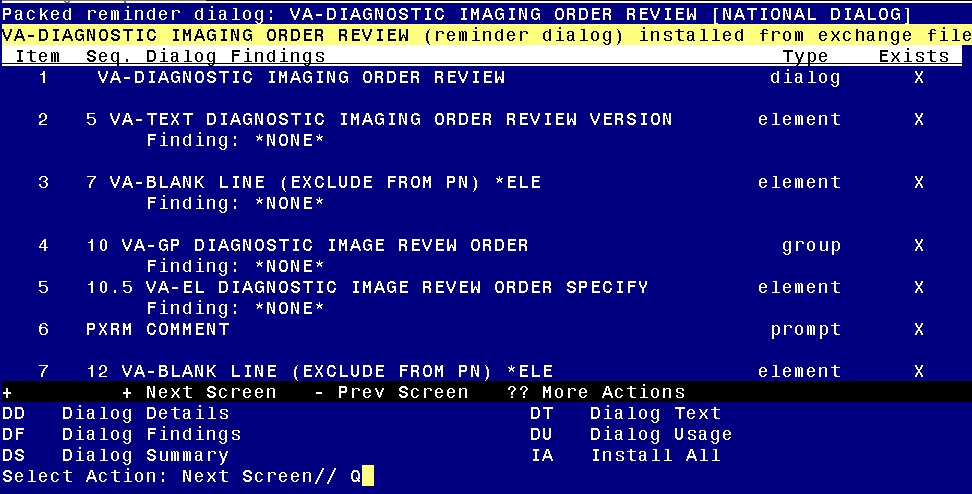 Packed reminder dialog: VA-DIAGNOSTIC IMAGING ORDER REVIEW [NATIONAL DIALOG]
VA-DIAGNOSTIC IMAGING ORDER REVIEW (reminder dialog) installed from exchange file
Item Seq. Dialog Findings Type Exists
1 VA-DIAGNOSTIC IMAGING ORDER REVIEW dialog X
2 5 VA-TEXT DIAGNOSTIC IMAGING ORDER REVIEW VERSION element X
Finding: *NONE*
3 7 VA-BLANK LINE (EXCLUDE FROM PN) *ELE element X
Finding: *NONE*
4 10 VA-GP DIAGNOSTIC IMAGE REVEW ORDER group X
Finding: *NONE*
5 10.5 VA-EL DIAGNOSTIC IMAGE REVEW ORDER SPECIFY element X
Finding: *NONE*
6 PXRM COMMENT prompt X
7 12 VA-BLANK LINE (EXCLUDE FROM PN) *ELE element X
+ + Next Screen - Prev Screen ?? More Actions
DD Dialog Details DT Dialog Text
DF Dialog Findings DU Dialog Usage
DS Dialog Summary IA Install All
Select Action: Next Screen// Q